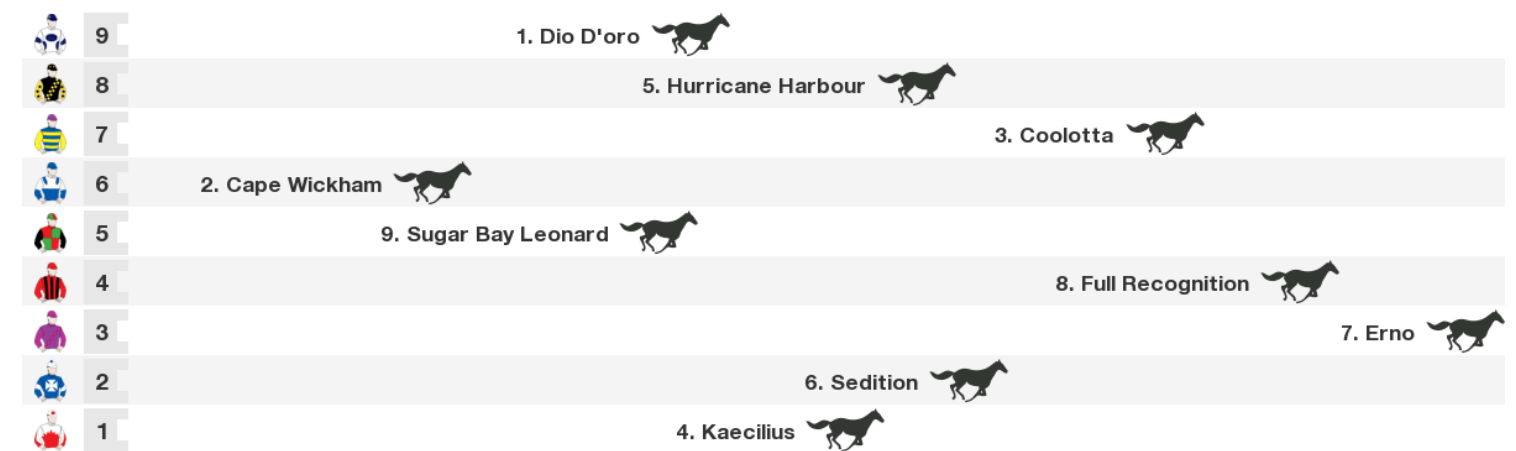 9 1. Dio D'oro
8 5. Hurricane Harbour
7 3. Coolotta
6 2. Cape Wickham
5 9. Sugar Bay Leonard
4 8. Full Recognition
3 7. Erno
2 6. Sedition
1 4. Kaecilius